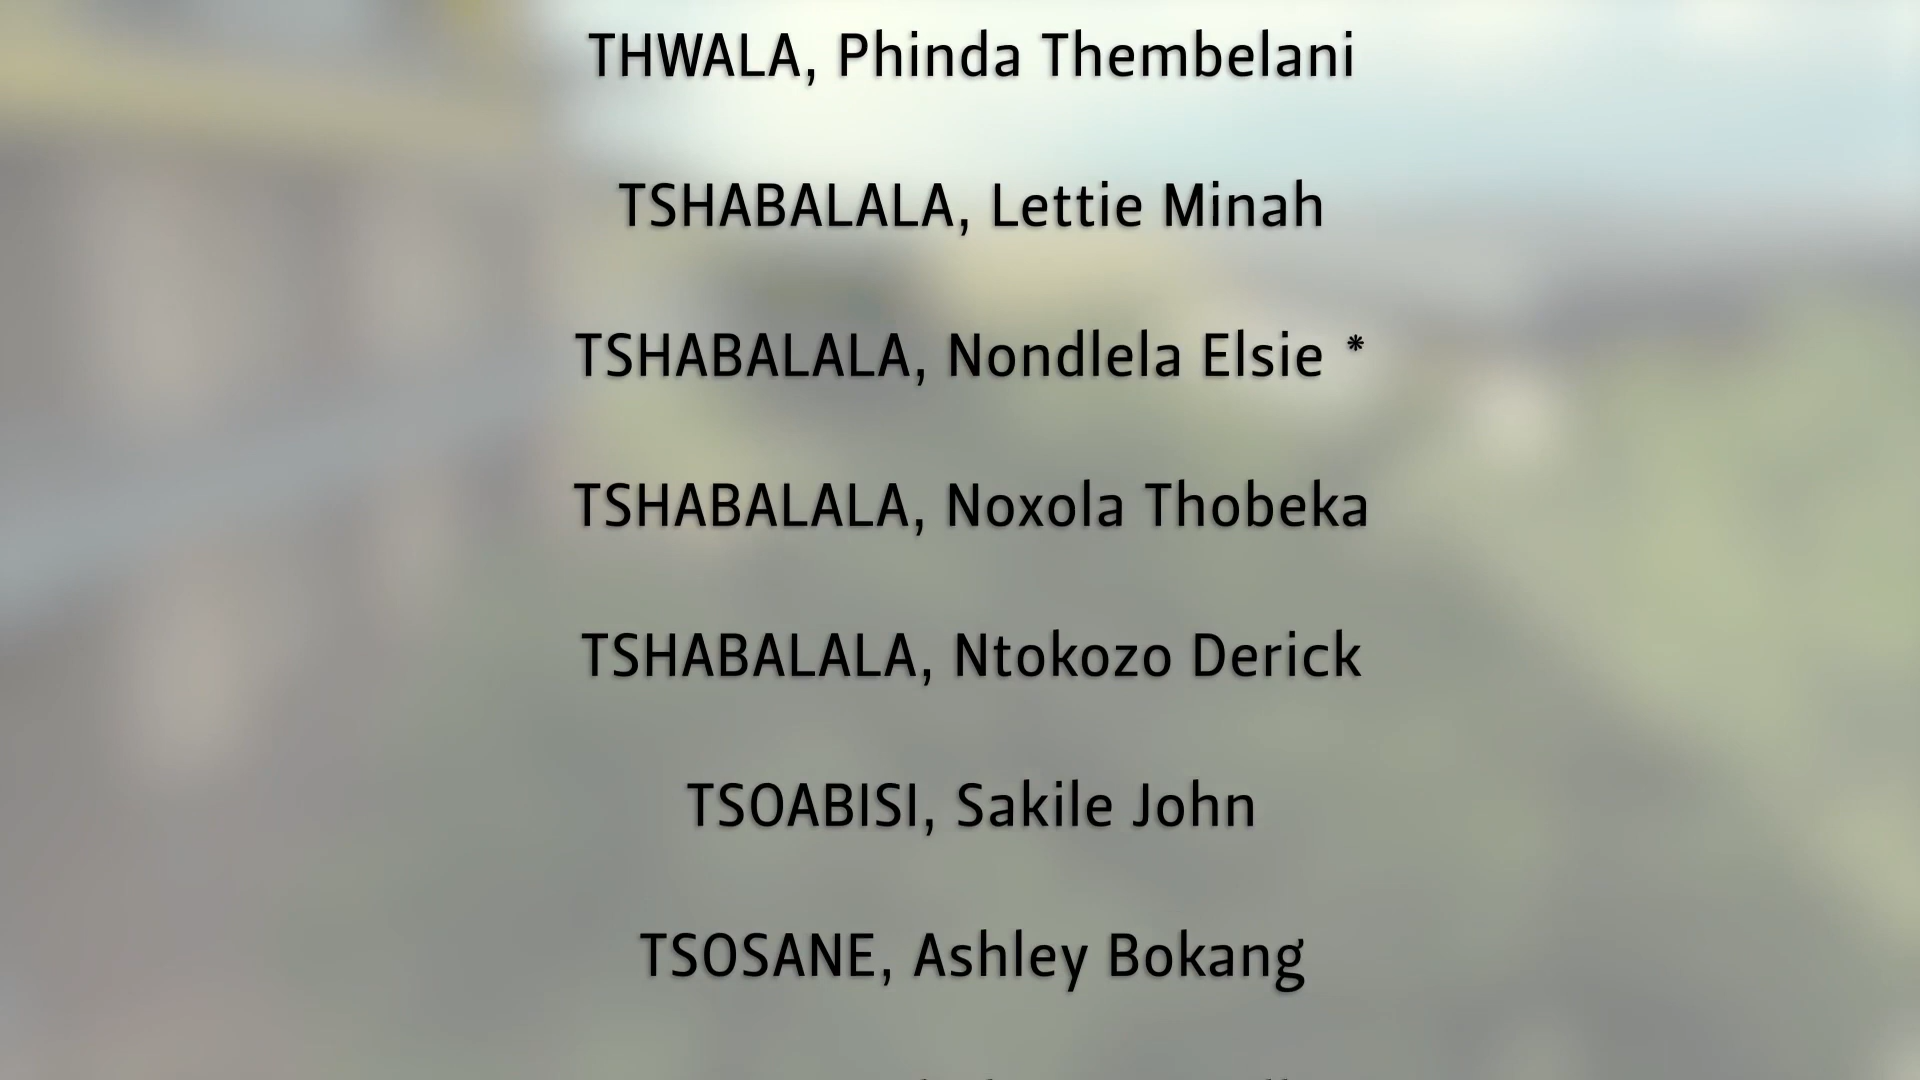 THWALA, Phinda Thembelani
TSHABALALA, Lettie Minah
TSHABALALA, Nondlela Elsie *
TSHABALALA, Noxola Thobeka
TSHABALALA, Ntokozo Derick
TSOABISI, Sakile John
TSOSANE, Ashley Bokang